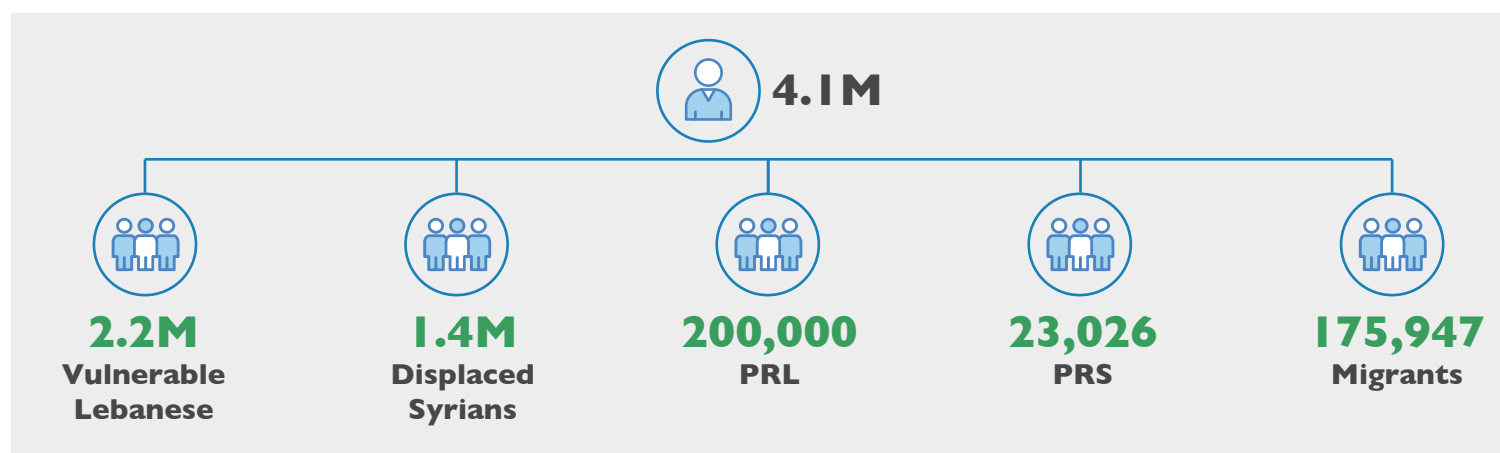 4.1M
2.2M
Vulnerable
Lebanese
1.4M
Displaced
Syrians
200,000
PRL
23,026
PRS
175,947
Migrants